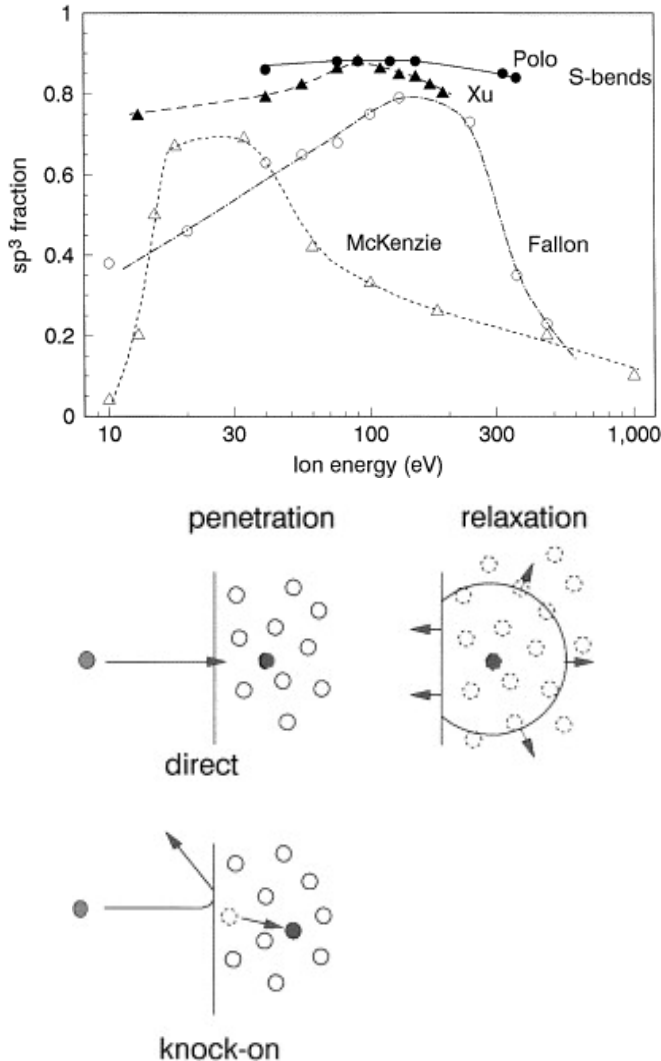 Polo
S-bends
Xu
McKenzie
Fallon
sp³ fraction
1
0.8
0.6
0.4
0.2
0
10
30
100
300
1,000
Ion energy (eV)
penetration
relaxation
direct
knock-on